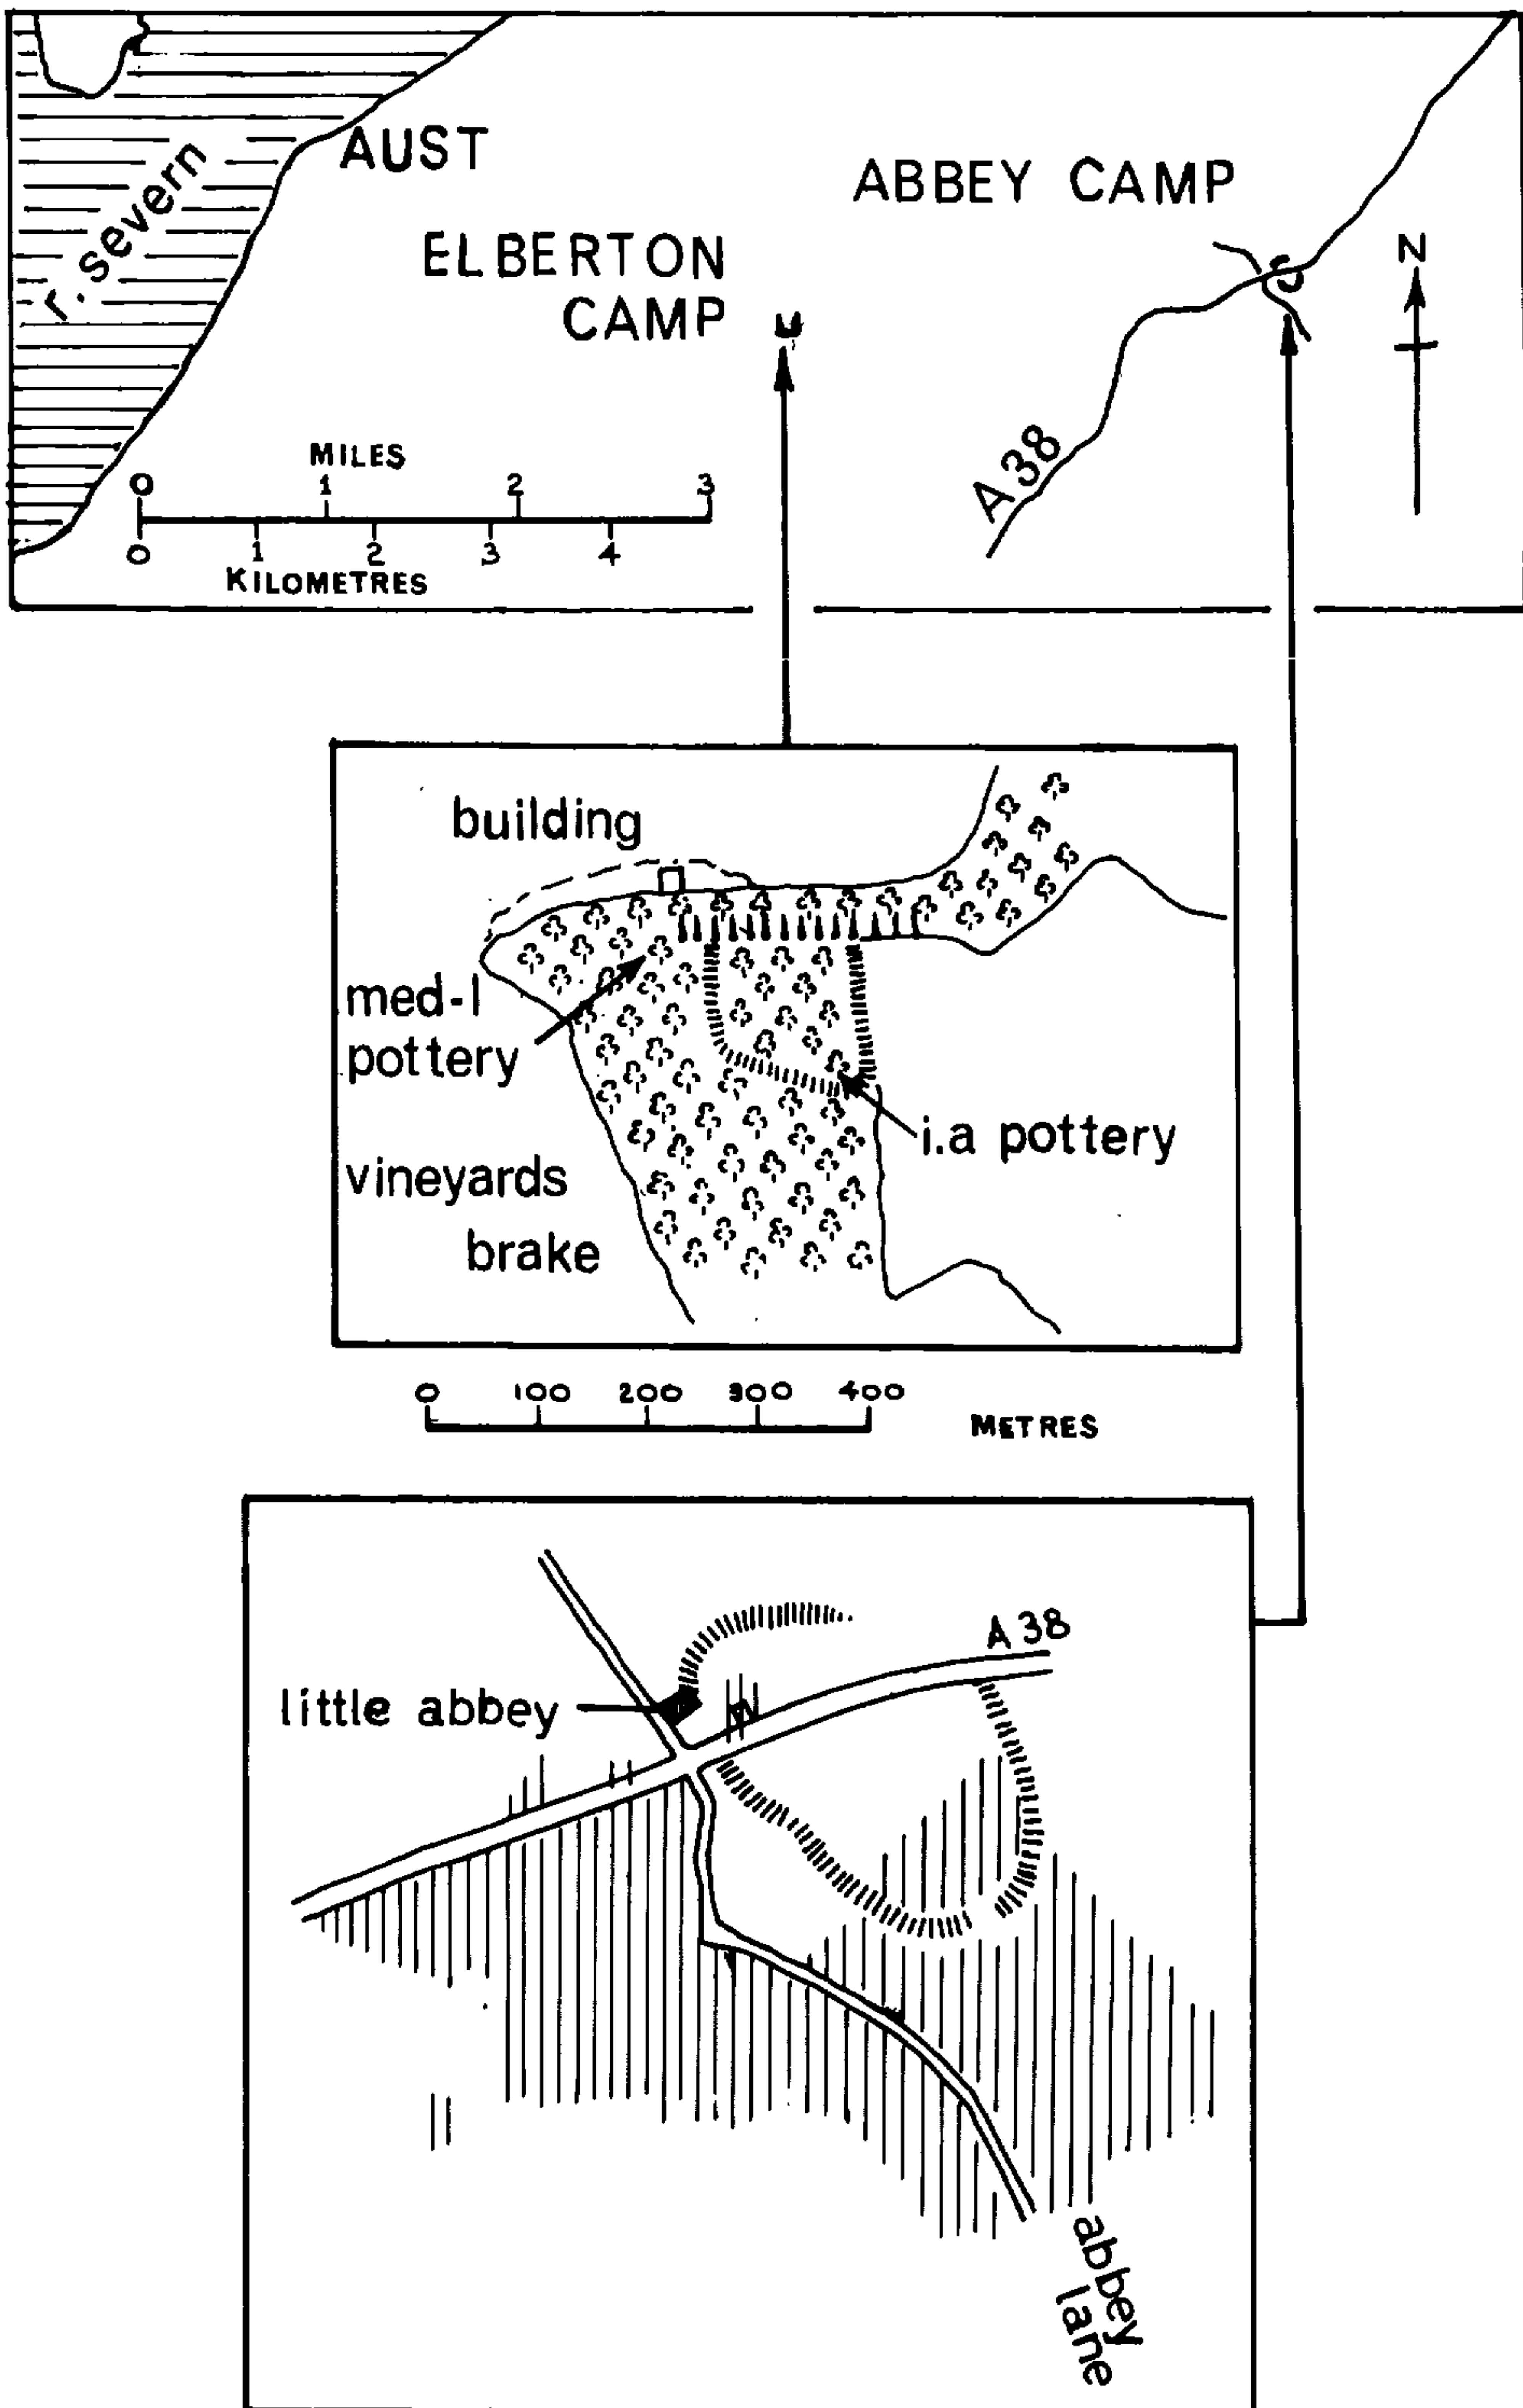 AUST
ABBEY CAMP
r. severn
ELBERTON
CAMP
N
A38
MILES
0 1 2 3
0 1 2 3 4
KILOMETRES
building
med-l
pottery
i.a pottery
vineyards
brake
0 100 200 300 400
METRES
A 38
little abbey
abbey
lane